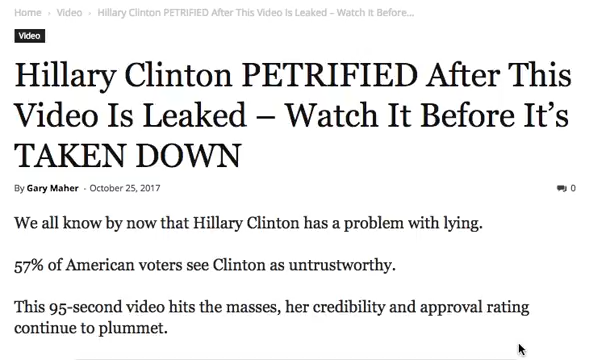 Home › Video › Hillary Clinton PETRIFIED After This Video Is Leaked – Watch It Before...
Video
Hillary Clinton PETRIFIED After This
Video Is Leaked – Watch It Before It’s
TAKEN DOWN
By Gary Maher - October 25, 2017 0
We all know by now that Hillary Clinton has a problem with lying.
57% of American voters see Clinton as untrustworthy.
This 95-second video hits the masses, her credibility and approval rating
continue to plummet.